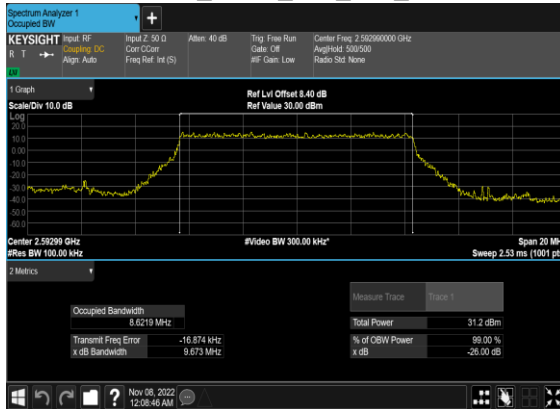 Spectrum Analyzer 1
Occupied BW
KEYSIGHT
R T
LW
Input: RF
Coupling: DC
Align: Auto
Input Z: 50 Ω
Corr CCorr
Freq Ref: Int (S)
Atten: 40 dB
Trig: Free Run
Gate: Off
#IF Gain: Low
Center Freq: 2.592990000 GHz
Avg|Hold: 500/500
Radio Std: None
1 Graph
Scale/Div 10.0 dB
Ref Lvl Offset 8.40 dB
Ref Value 30.00 dBm
Log
20.0
10.0
0.00
-10.0
-20.0
-30.0
-40.0
-50.0
-60.0
Center 2.59299 GHz
#Res BW 100.00 kHz
#Video BW 300.00 kHz*
Span 20 MH
Sweep 2.53 ms (1001 pt
2 Metrics
Measure Trace
Trace 1
Occupied Bandwidth
8.6219 MHz
Total Power
31.2 dBm
Transmit Freq Error
-16.874 kHz
% of OBW Power
99.00 %
x dB Bandwidth
9.673 MHz
x dB
-26.00 dB
?
Nov 08, 2022
12:08:46 AM